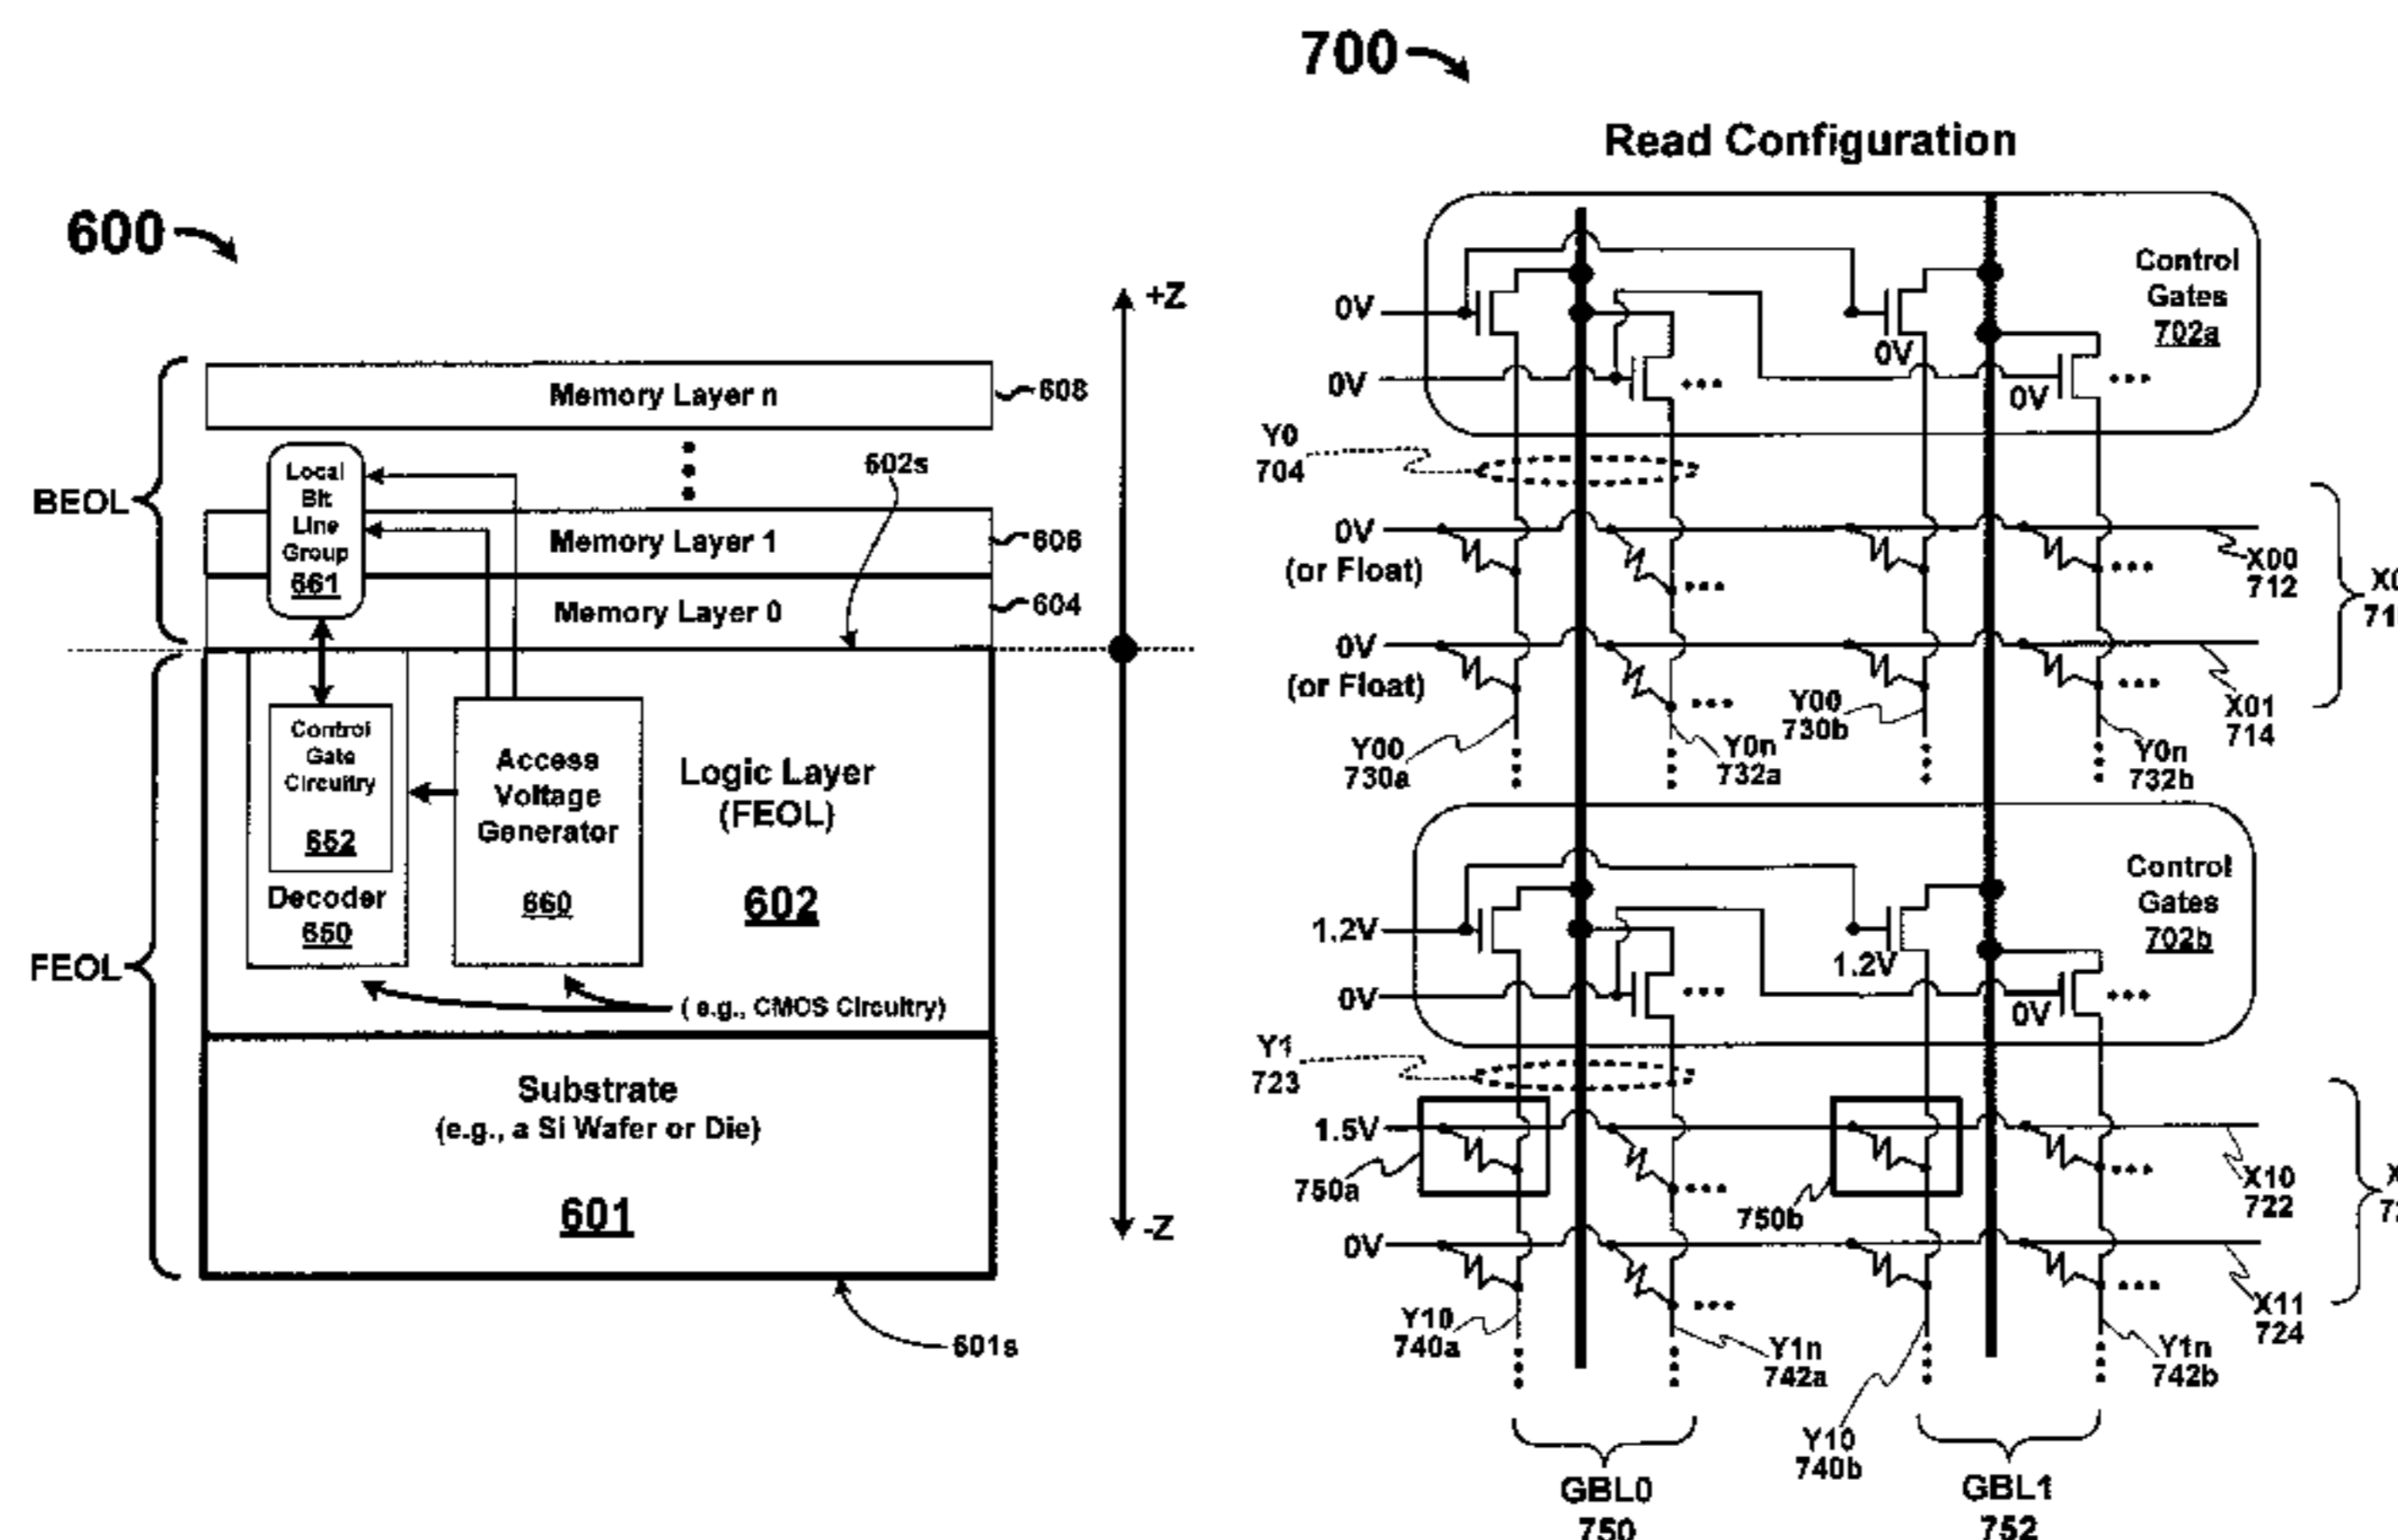 600
+Z
Memory Layer n
608
Local
Bit
Line
Group
661
602s
BEOL
Memory Layer 1
606
Memory Layer 0
604
Control
Gate
Circuitry
652
Decoder
650
Access
Voltage
Generator
660
Logic Layer
(FEOL)
602
FEOL
( e.g., CMOS Circuitry)
Substrate
(e.g., a Si Wafer or Die)
601
-Z
601s
700
Read Configuration
Control
Gates
702a
0V
0V
0V
0V
Y0
704
0V
(or Float)
X00
712
0V
(or Float)
X01
714
Y00
730a
Y0n
732a
Y00
730b
Y0n
732b
Control
Gates
702b
1.2V
1.2V
0V
0V
Y1
723
1.5V
750a
750b
X10
722
0V
X11
724
Y10
740a
Y1n
742a
Y10
740b
Y1n
742b
GBL0
750
GBL1
752